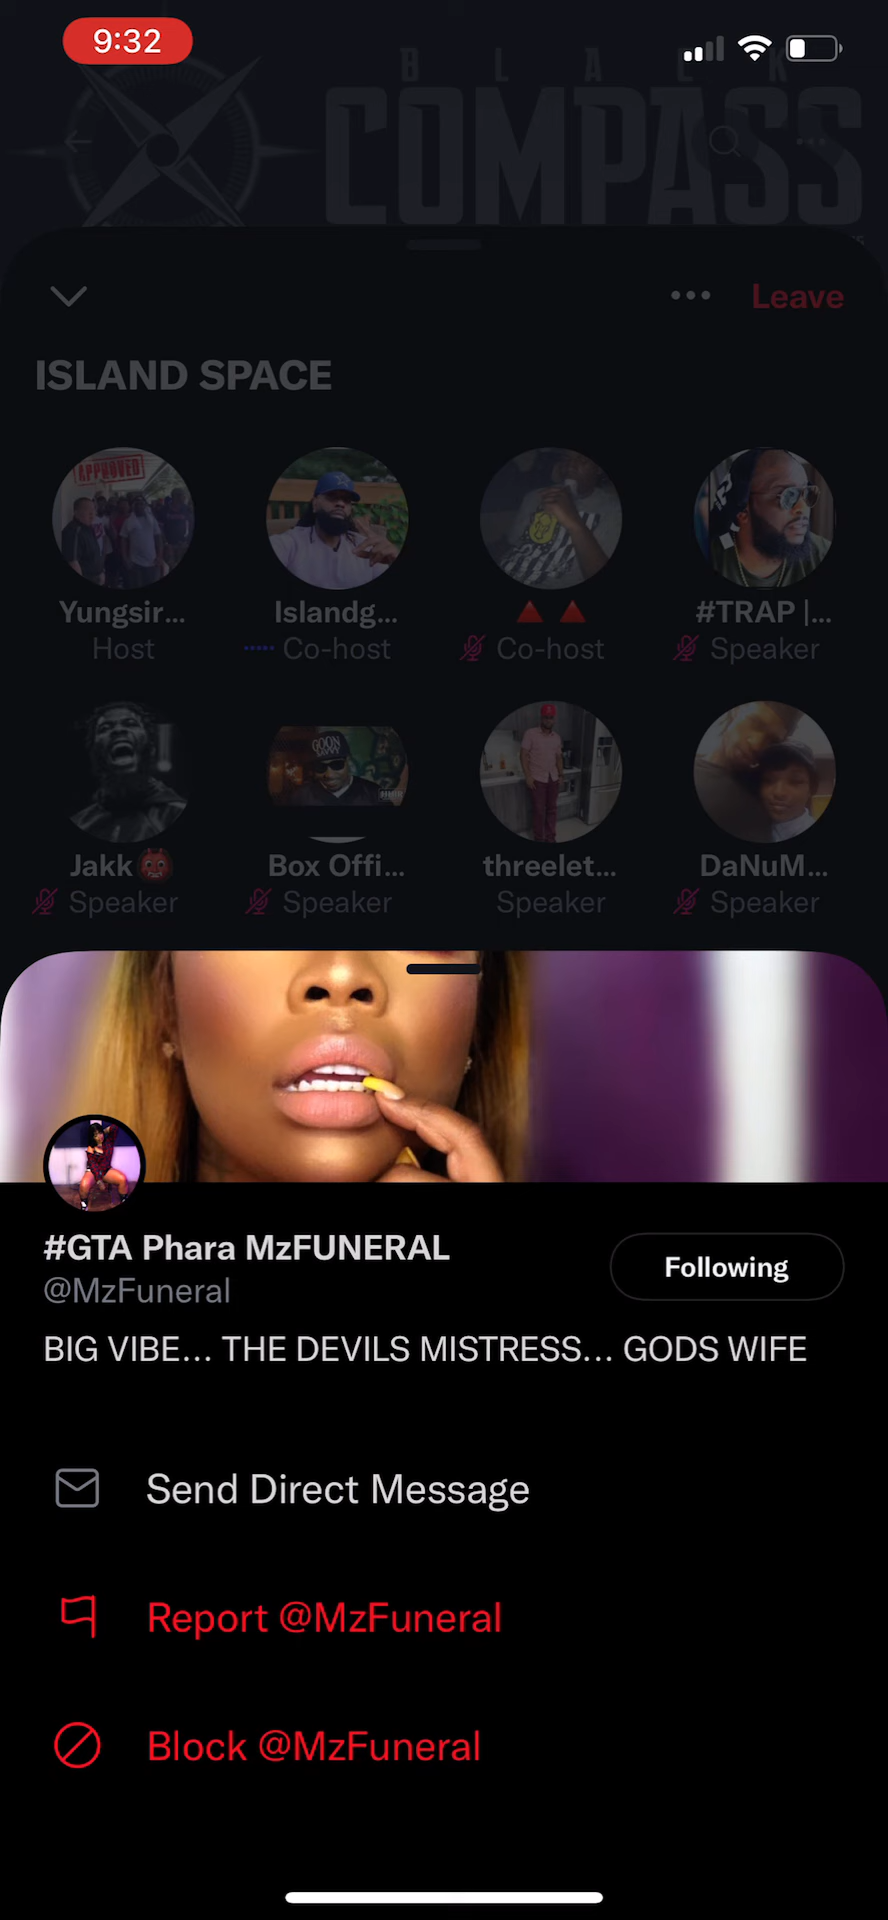 9:32
BLACK
COMPASS
Leave
ISLAND SPACE
APPROVED
Yungsir...
Islandg...
🔺 🔺
#TRAP |...
Host
Co-host
Co-host
Speaker
GOON
Jakk👹
Box Offi...
threelet...
DaNuM...
Speaker
Speaker
Speaker
Speaker
#GTA Phara MzFUNERAL
Following
@MzFuneral
BIG VIBE... THE DEVILS MISTRESS... GODS WIFE
Send Direct Message
Report @MzFuneral
Block @MzFuneral